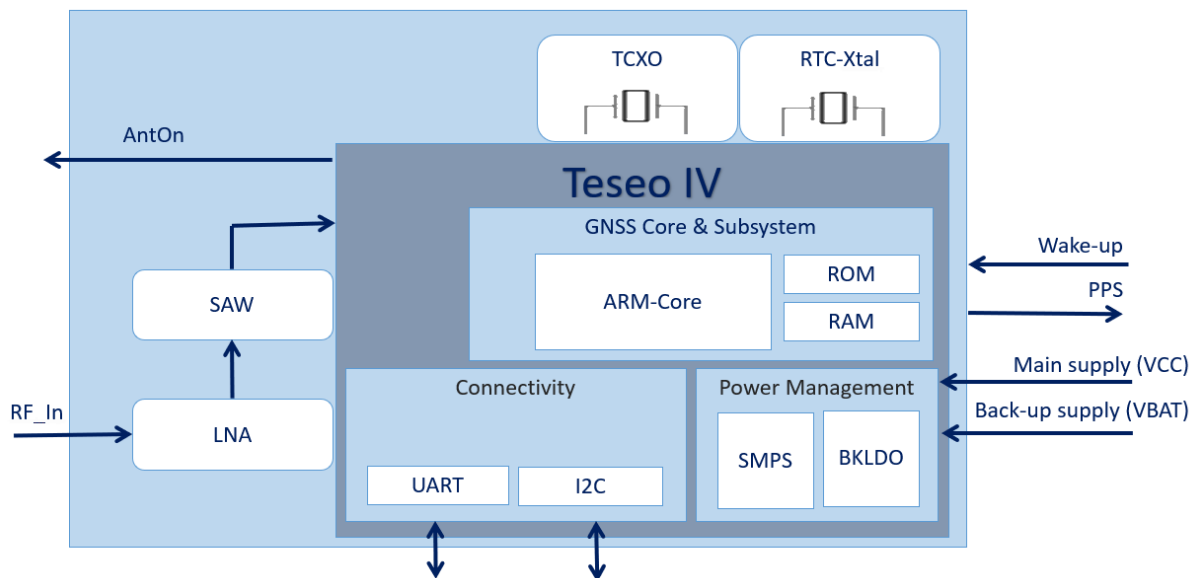 TCXO
RTC-Xtal
AntOn
Teseo IV
GNSS Core & Subsystem
ARM-Core
ROM
RAM
Wake-up
PPS
SAW
LNA
RF_In
Main supply (VCC)
Back-up supply (VBAT)
Connectivity
UART
I2C
Power Management
SMPS
BKLDO